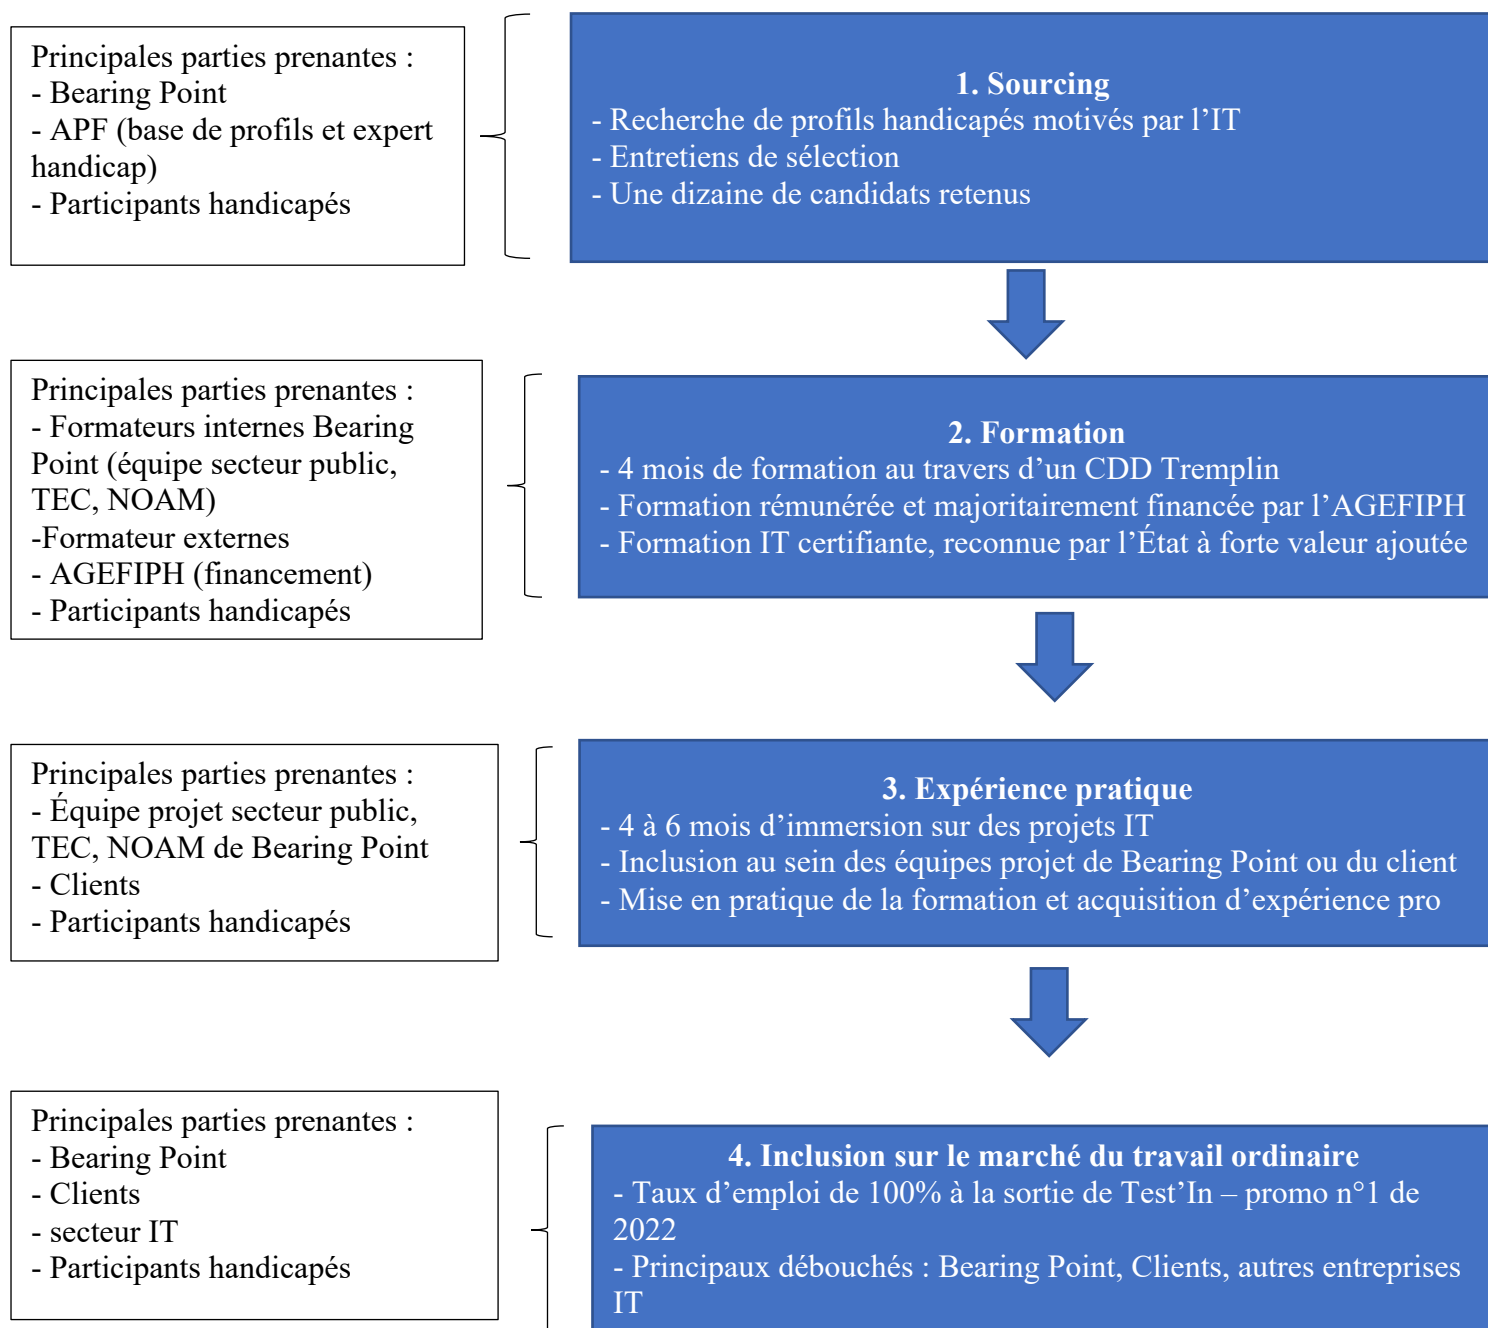 Principales parties prenantes :
- Bearing Point
- APF (base de profils et expert
handicap)
- Participants handicapés
1. Sourcing
- Recherche de profils handicapés motivés par l’IT
- Entretiens de sélection
- Une dizaine de candidats retenus
Principales parties prenantes :
- Formateurs internes Bearing
Point (équipe secteur public,
TEC, NOAM)
-Formateur externes
- AGEFIPH (financement)
- Participants handicapés
2. Formation
- 4 mois de formation au travers d’un CDD Tremplin
- Formation rémunérée et majoritairement financée par l’AGEFIPH
- Formation IT certifiante, reconnue par l’État à forte valeur ajoutée
Principales parties prenantes :
- Équipe projet secteur public,
TEC, NOAM de Bearing Point
- Clients
- Participants handicapés
3. Expérience pratique
- 4 à 6 mois d’immersion sur des projets IT
- Inclusion au sein des équipes projet de Bearing Point ou du client
- Mise en pratique de la formation et acquisition d’expérience pro
Principales parties prenantes :
- Bearing Point
- Clients
- secteur IT
- Participants handicapés
4. Inclusion sur le marché du travail ordinaire
- Taux d’emploi de 100% à la sortie de Test’In – promo n°1 de
2022
- Principaux débouchés : Bearing Point, Clients, autres entreprises
IT